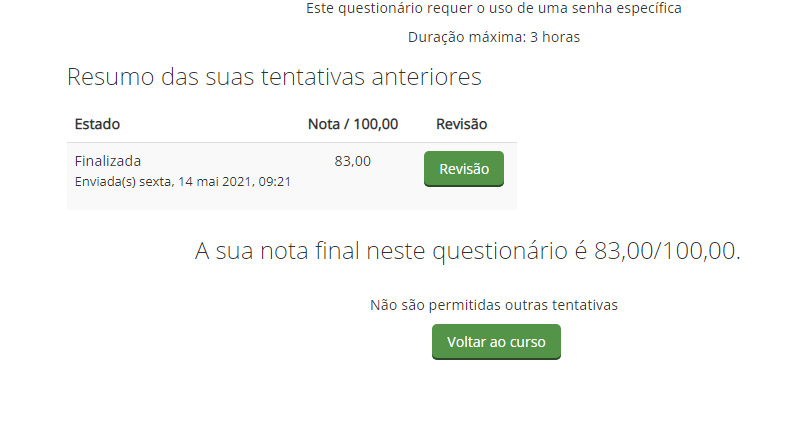 Este questionário requer o uso de uma senha específica
Duração máxima: 3 horas
Resumo das suas tentativas anteriores
Estado Nota / 100,00 Revisão
Finalizada 83,00 Revisão
Enviada(s) sexta, 14 mai 2021, 09:21
A sua nota final neste questionário é 83,00/100,00.
Não são permitidas outras tentativas
Voltar ao curso